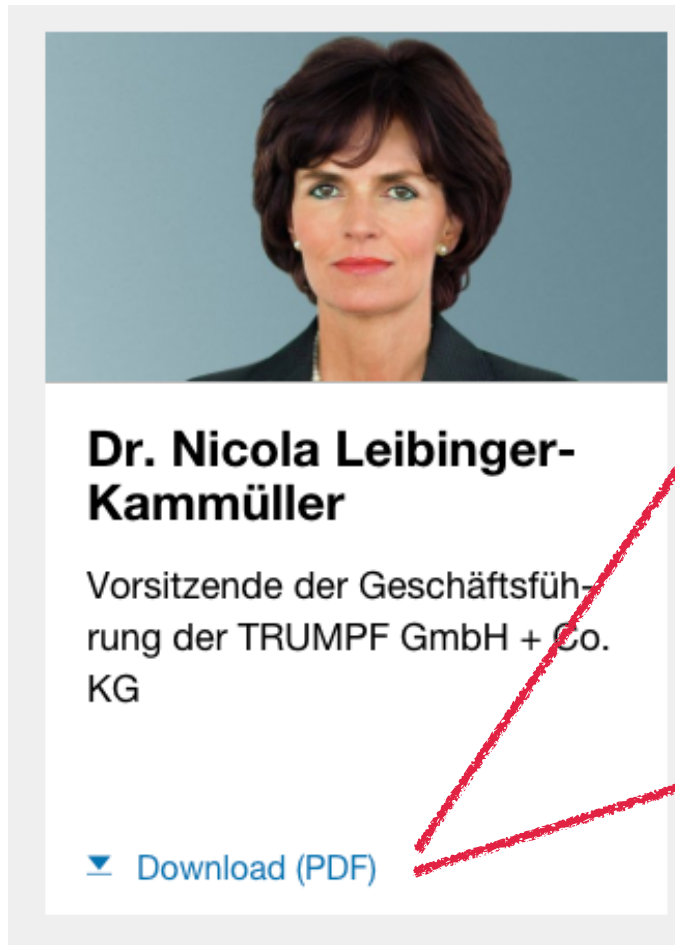 Dr. Nicola Leibinger-
Kammüller
Vorsitzende der Geschäftsfüh-
rung der TRUMPF GmbH + Co.
KG
Download (PDF)